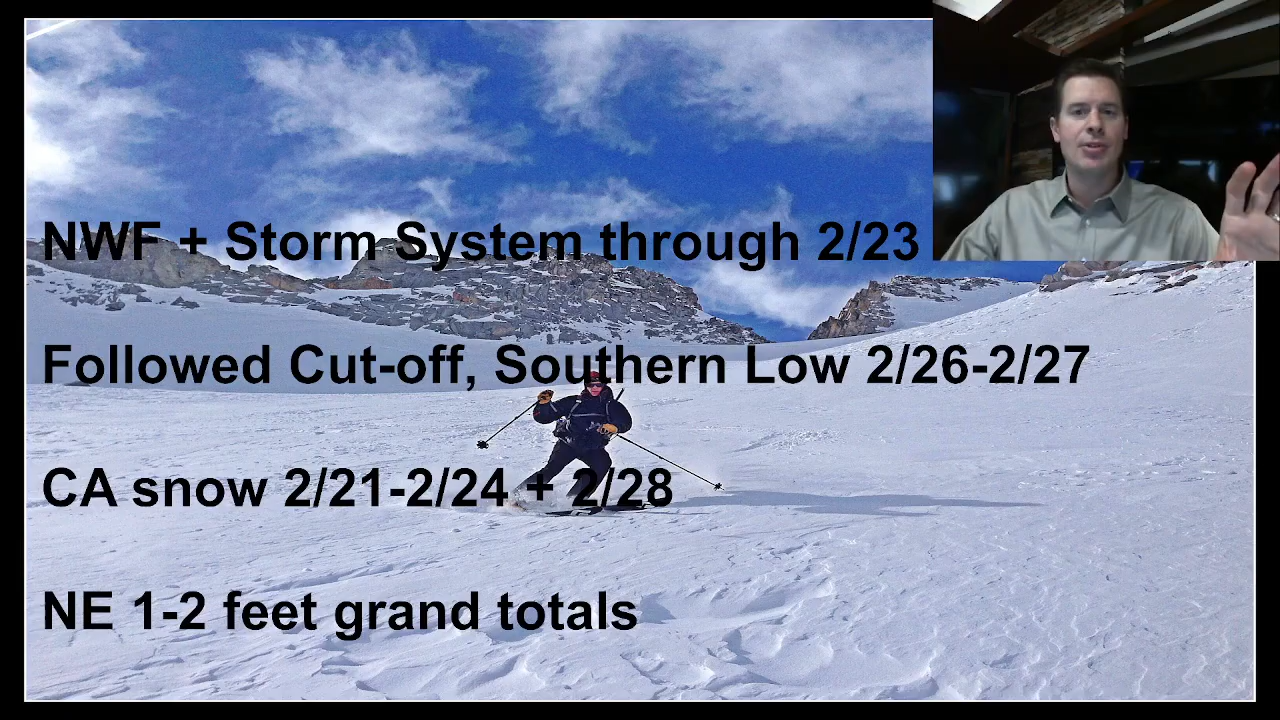 NWF + Storm System through 2/23
Followed Cut-off, Southern Low 2/26-2/27
CA snow 2/21-2/24 + 2/28
NE 1-2 feet grand totals